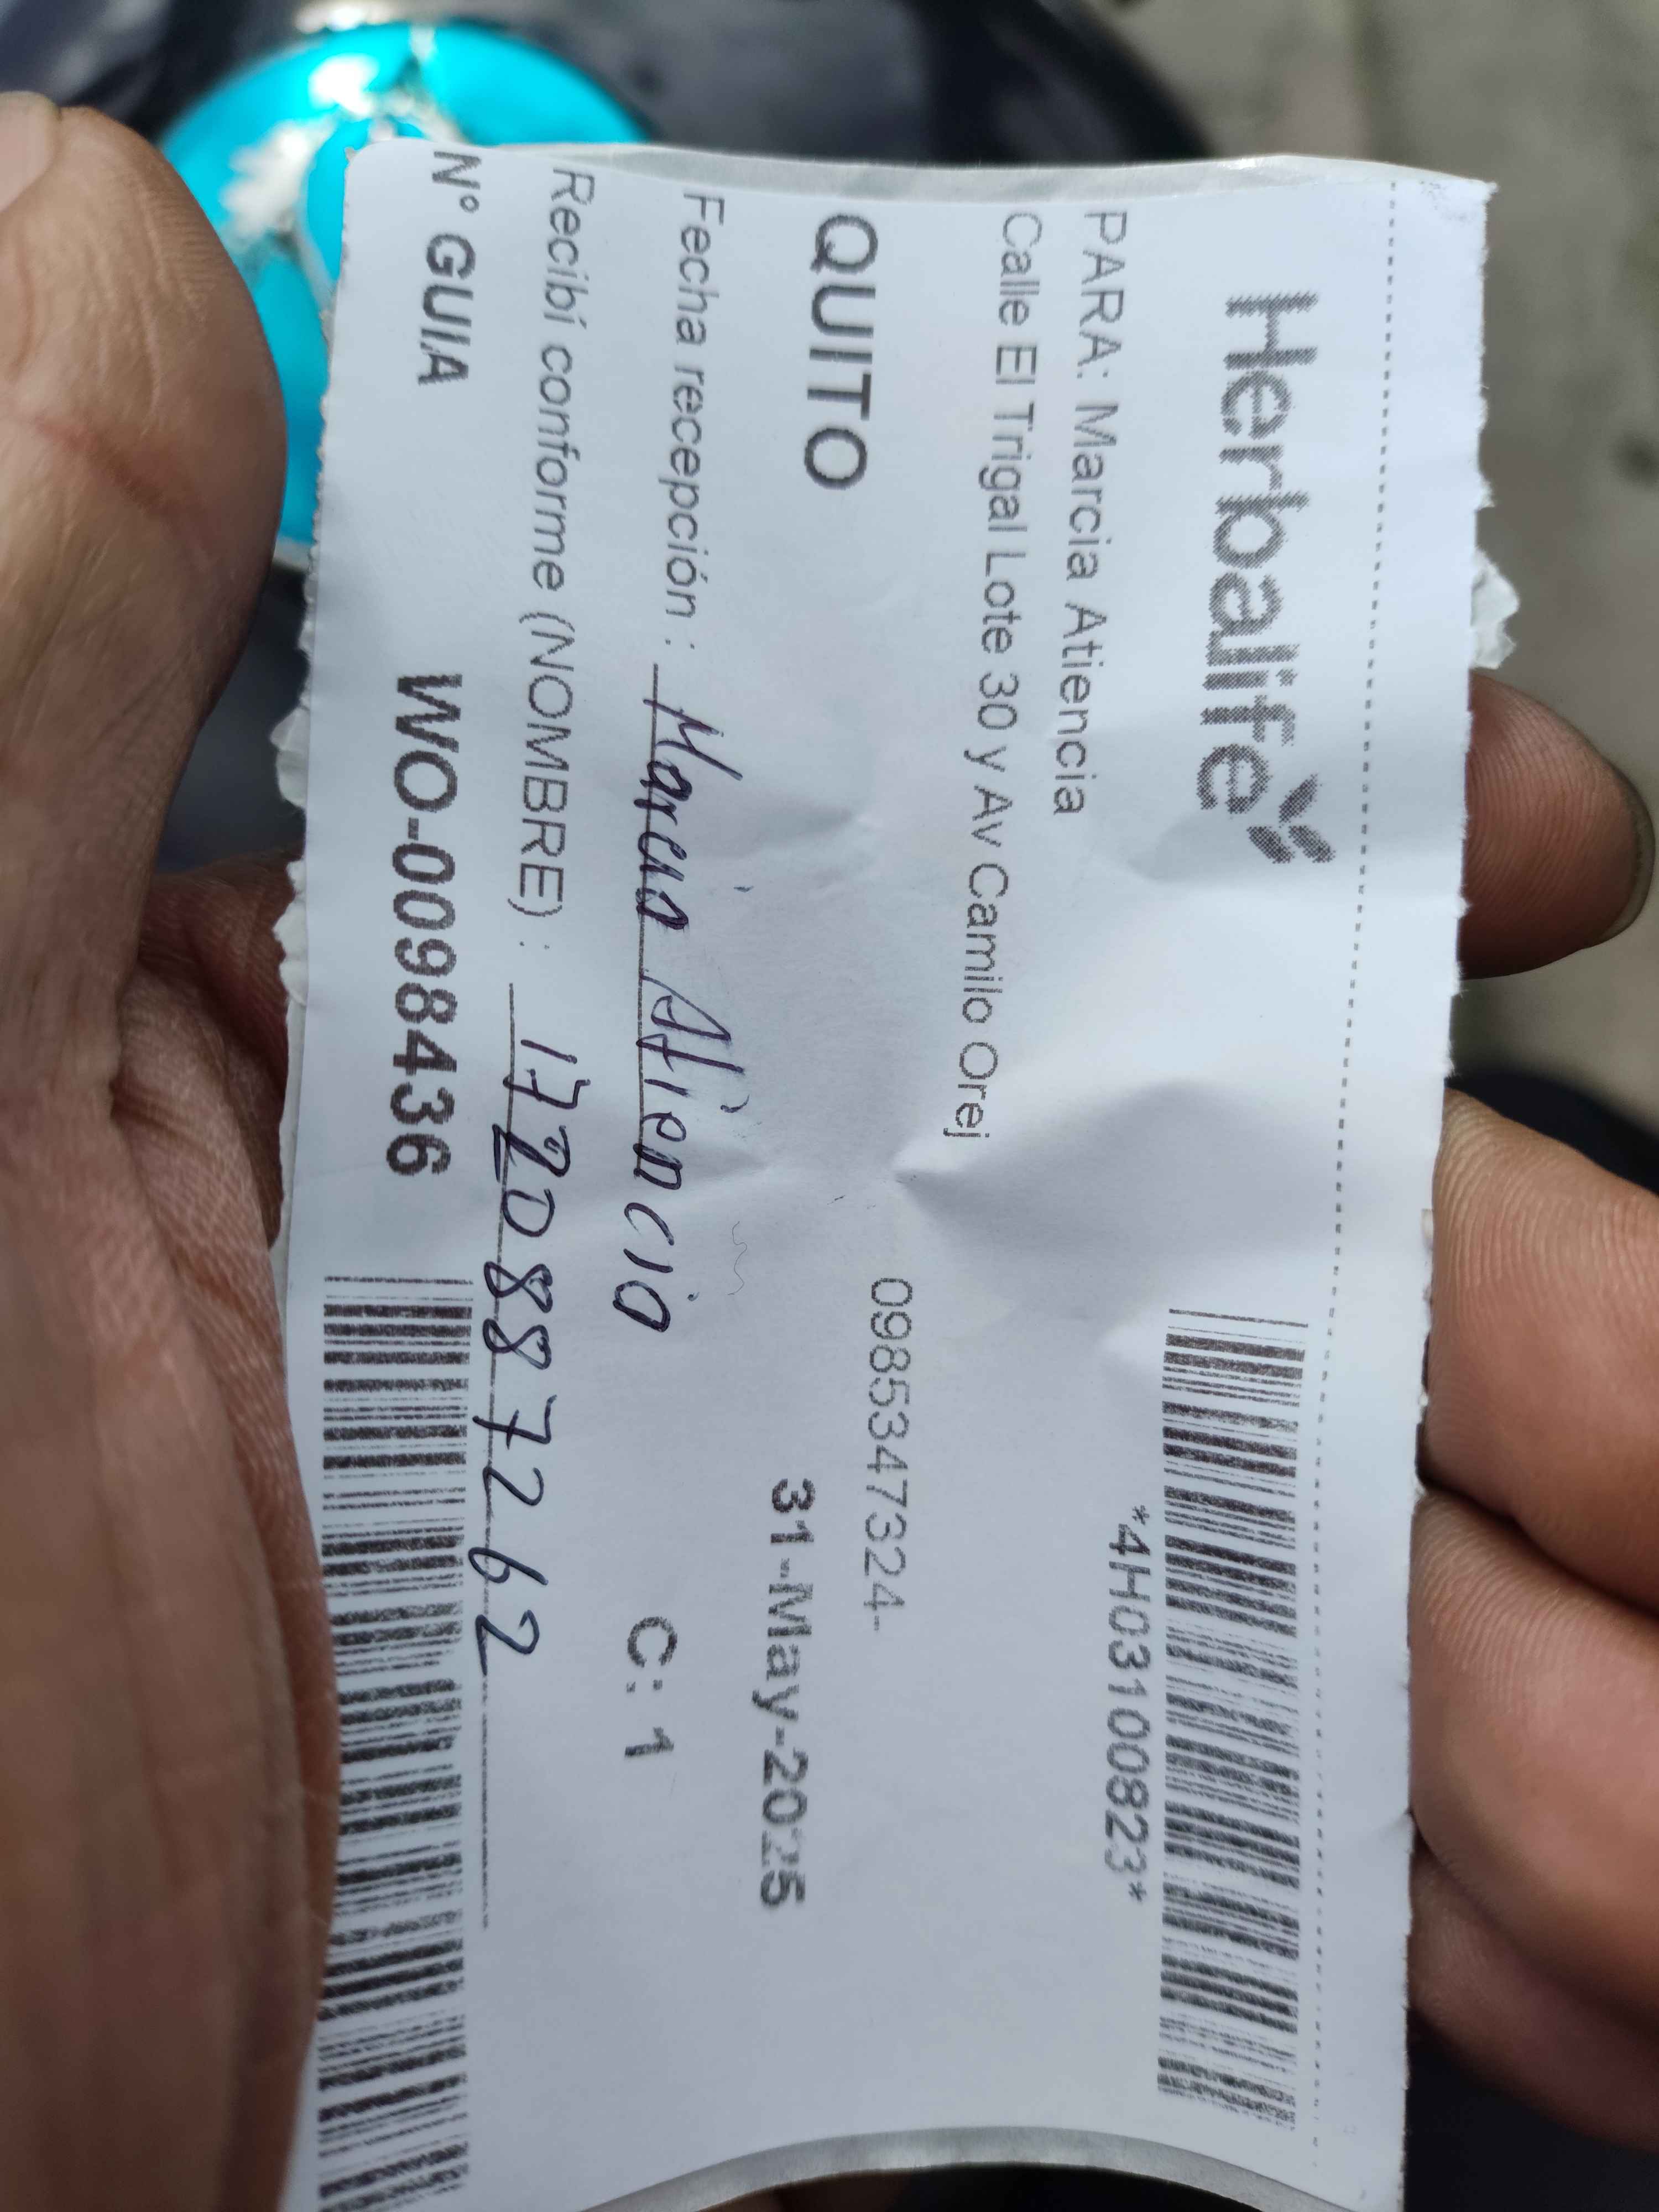 Herbalife
*4H03100823*
PARA: Marcia Atiencia
Calle El Trigal Lote 30 y Av Camilo Orej
0985347324-
QUITO
31-May-2025
Fecha recepción : Marcia Atiencia
C: 1
Recibí conforme (NOMBRE) : 1720887262
N° GUIA WO-0098436